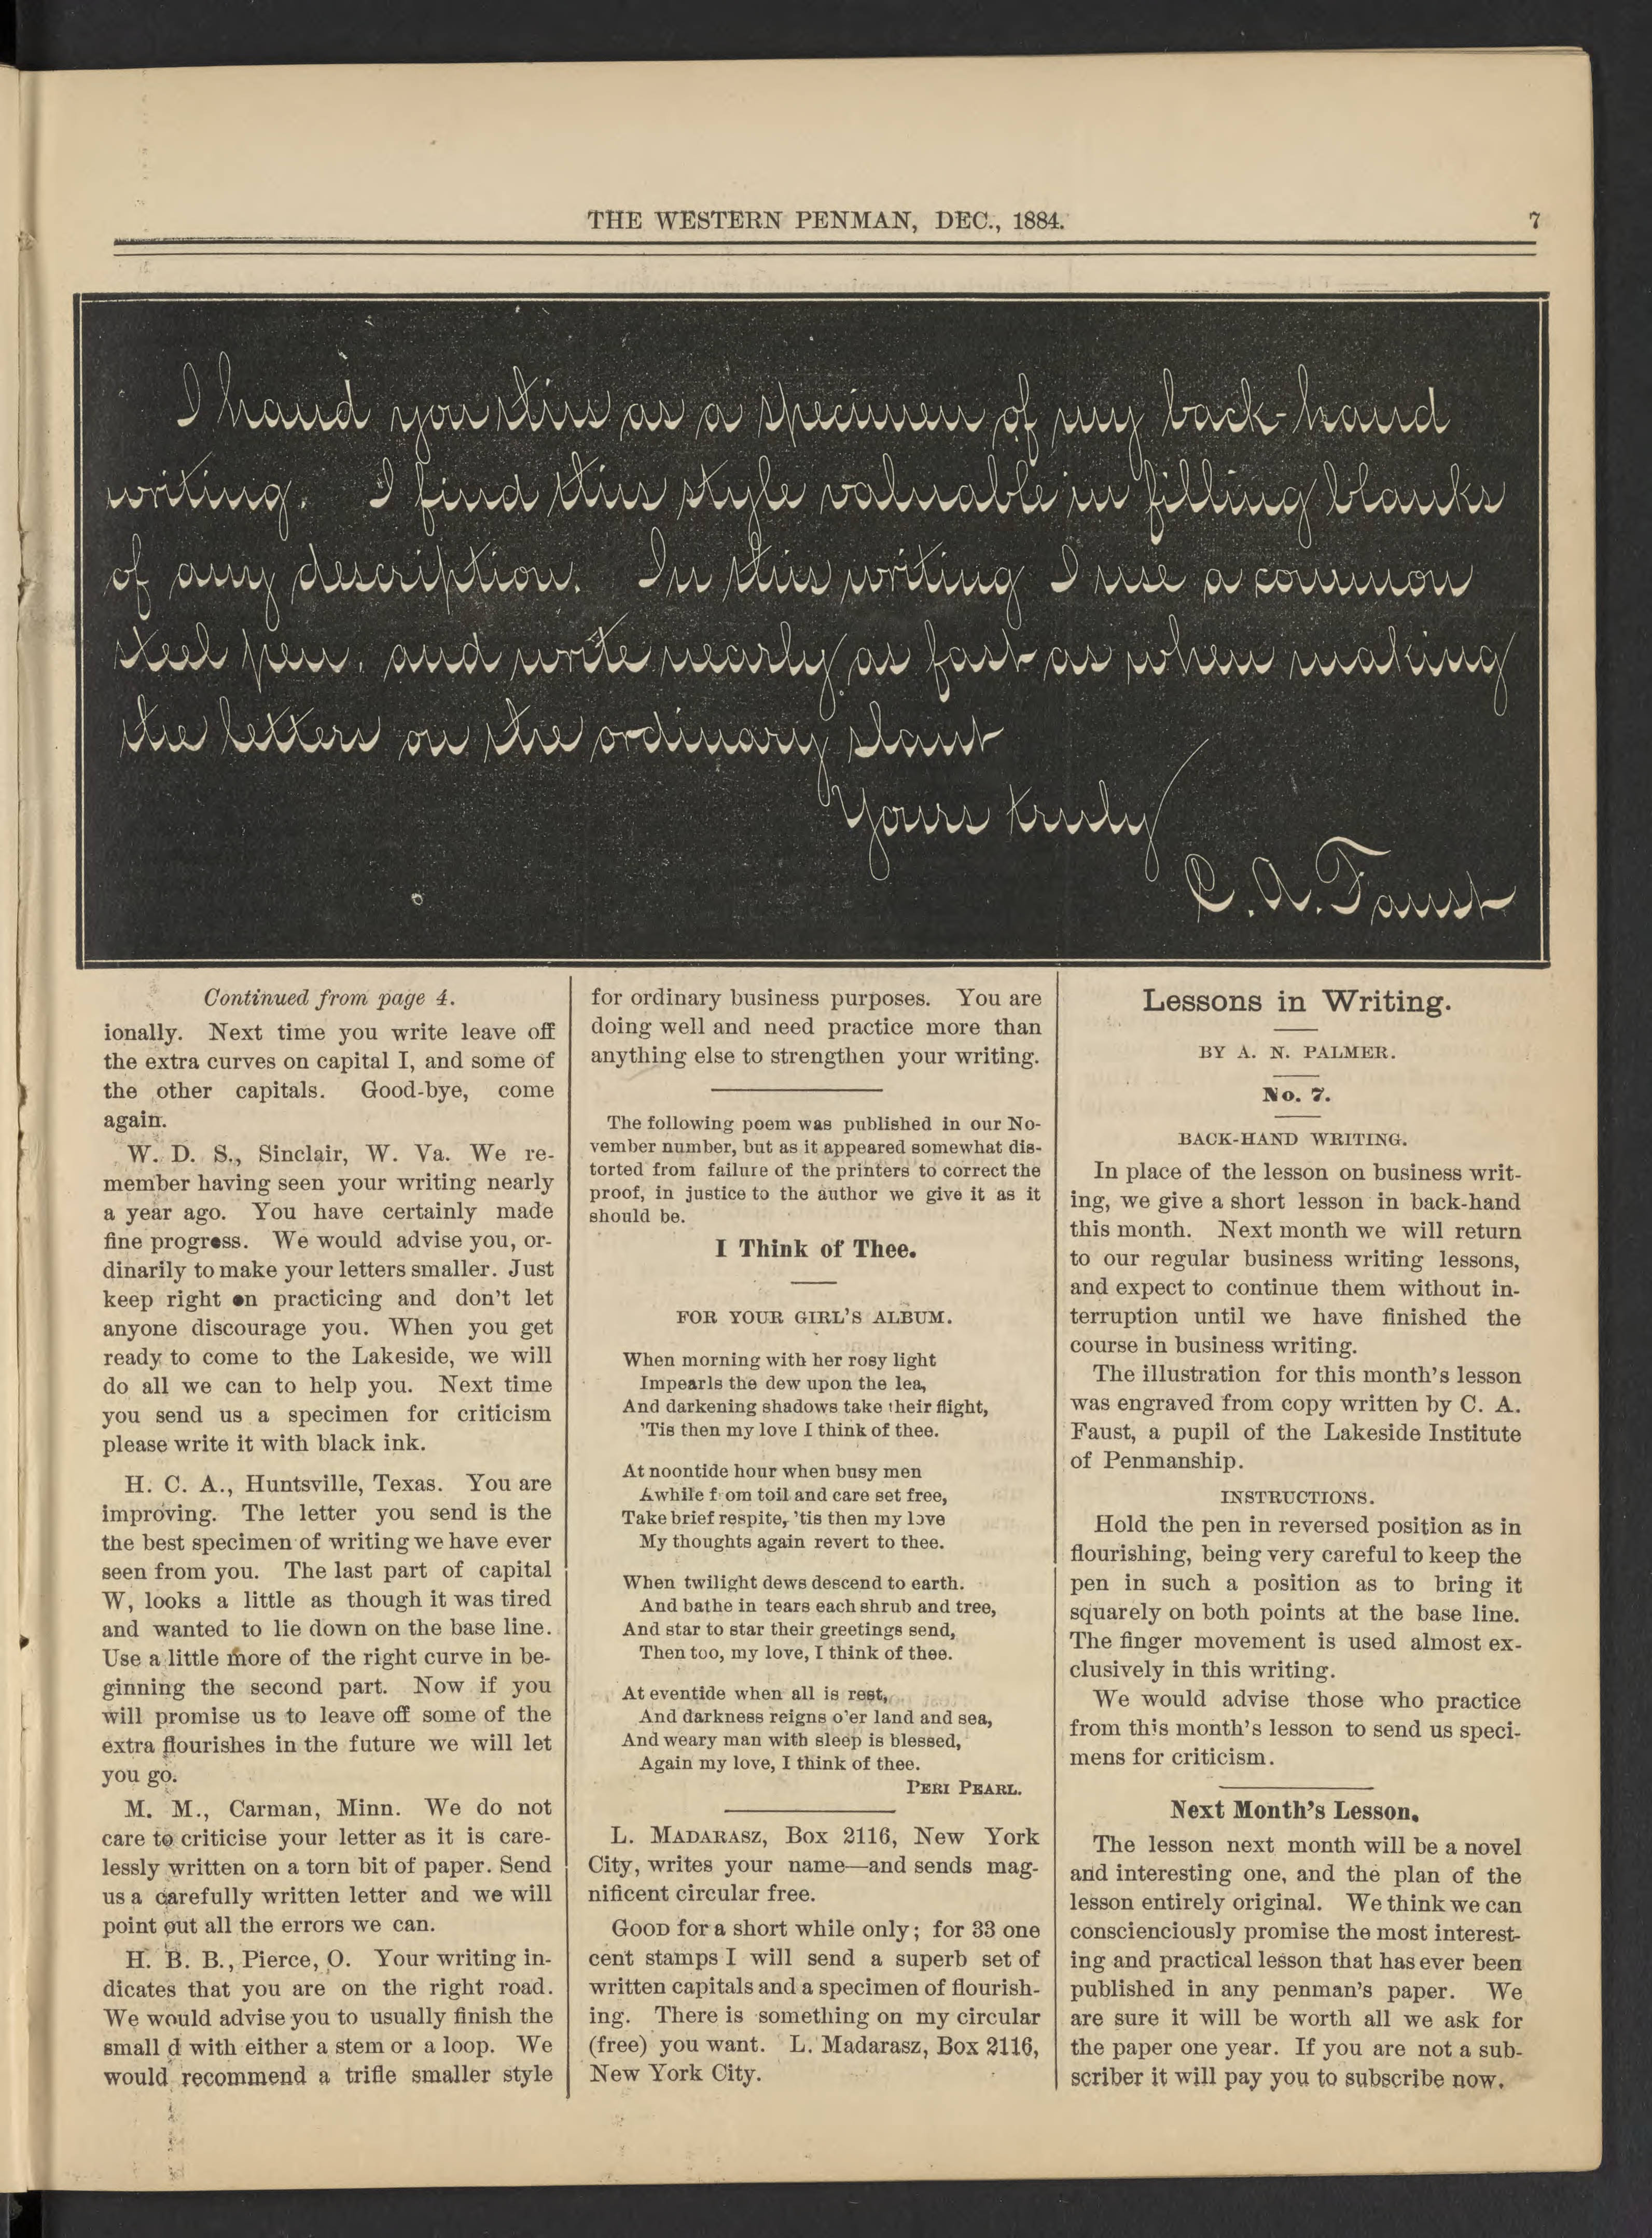 THE WESTERN PENMAN, DEC., 1884.
7
I hand you this as a specimen of my back-hand
writing. I find this style valuable in filling blanks
of any description. In this writing I use a common
steel pen, and write nearly as fast as when making
the letters on the ordinary slant
Yours truly
C. A. Faust
Continued from page 4.
ionally. Next time you write leave off
the extra curves on capital I, and some of
the other capitals. Good-bye, come
again.
W. D. S., Sinclair, W. Va. We re-
member having seen your writing nearly
a year ago. You have certainly made
fine progress. We would advise you, or-
dinarily to make your letters smaller. Just
keep right on practicing and don't let
anyone discourage you. When you get
ready to come to the Lakeside, we will
do all we can to help you. Next time
you send us a specimen for criticism
please write it with black ink.
H. C. A., Huntsville, Texas. You are
improving. The letter you send is the
the best specimen of writing we have ever
seen from you. The last part of capital
W, looks a little as though it was tired
and wanted to lie down on the base line.
Use a little more of the right curve in be-
ginning the second part. Now if you
will promise us to leave off some of the
extra flourishes in the future we will let
you go.
M. M., Carman, Minn. We do not
care to criticise your letter as it is care-
lessly written on a torn bit of paper. Send
us a carefully written letter and we will
point out all the errors we can.
H. B. B., Pierce, O. Your writing in-
dicates that you are on the right road.
We would advise you to usually finish the
small d with either a stem or a loop. We
would recommend a trifle smaller style
for ordinary business purposes. You are
doing well and need practice more than
anything else to strengthen your writing.
The following poem was published in our No-
vember number, but as it appeared somewhat dis-
torted from failure of the printers to correct the
proof, in justice to the author we give it as it
should be.
I Think of Thee.
FOR YOUR GIRL'S ALBUM.
When morning with her rosy light
Impearls the dew upon the lea,
And darkening shadows take their flight,
'Tis then my love I think of thee.
At noontide hour when busy men
Awhile from toil and care set free,
Take brief respite, 'tis then my love
My thoughts again revert to thee.
When twilight dews descend to earth.
And bathe in tears each shrub and tree,
And star to star their greetings send,
Then too, my love, I think of thee.
At eventide when all is rest,
And darkness reigns o'er land and sea,
And weary man with sleep is blessed,
Again my love, I think of thee.
PERI PEARL.
L. MADARASZ, Box 2116, New York
City, writes your name—and sends mag-
nificent circular free.
GOOD for a short while only; for 33 one
cent stamps I will send a superb set of
written capitals and a specimen of flourish-
ing. There is something on my circular
(free) you want. L. Madarasz, Box 2116,
New York City.
Lessons in Writing.
BY A. N. PALMER.
No. 7.
BACK-HAND WRITING.
In place of the lesson on business writ-
ing, we give a short lesson in back-hand
this month. Next month we will return
to our regular business writing lessons,
and expect to continue them without in-
terruption until we have finished the
course in business writing.
The illustration for this month's lesson
was engraved from copy written by C. A.
Faust, a pupil of the Lakeside Institute
of Penmanship.
INSTRUCTIONS.
Hold the pen in reversed position as in
flourishing, being very careful to keep the
pen in such a position as to bring it
squarely on both points at the base line.
The finger movement is used almost ex-
clusively in this writing.
We would advise those who practice
from this month's lesson to send us speci-
mens for criticism.
Next Month's Lesson.
The lesson next month will be a novel
and interesting one, and the plan of the
lesson entirely original. We think we can
conscienciously promise the most interest-
ing and practical lesson that has ever been
published in any penman's paper. We
are sure it will be worth all we ask for
the paper one year. If you are not a sub-
scriber it will pay you to subscribe now.